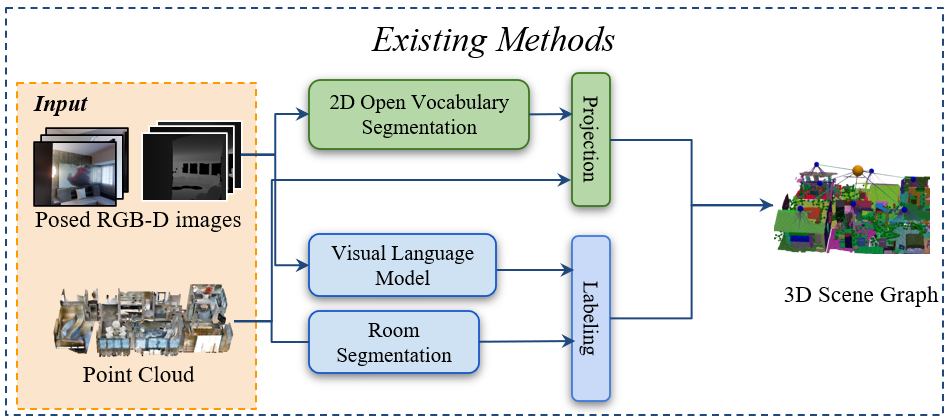 Existing Methods
Input
Posed RGB-D images
Point Cloud
2D Open Vocabulary
Segmentation
Projection
Visual Language
Model
Room
Segmentation
Labeling
3D Scene Graph